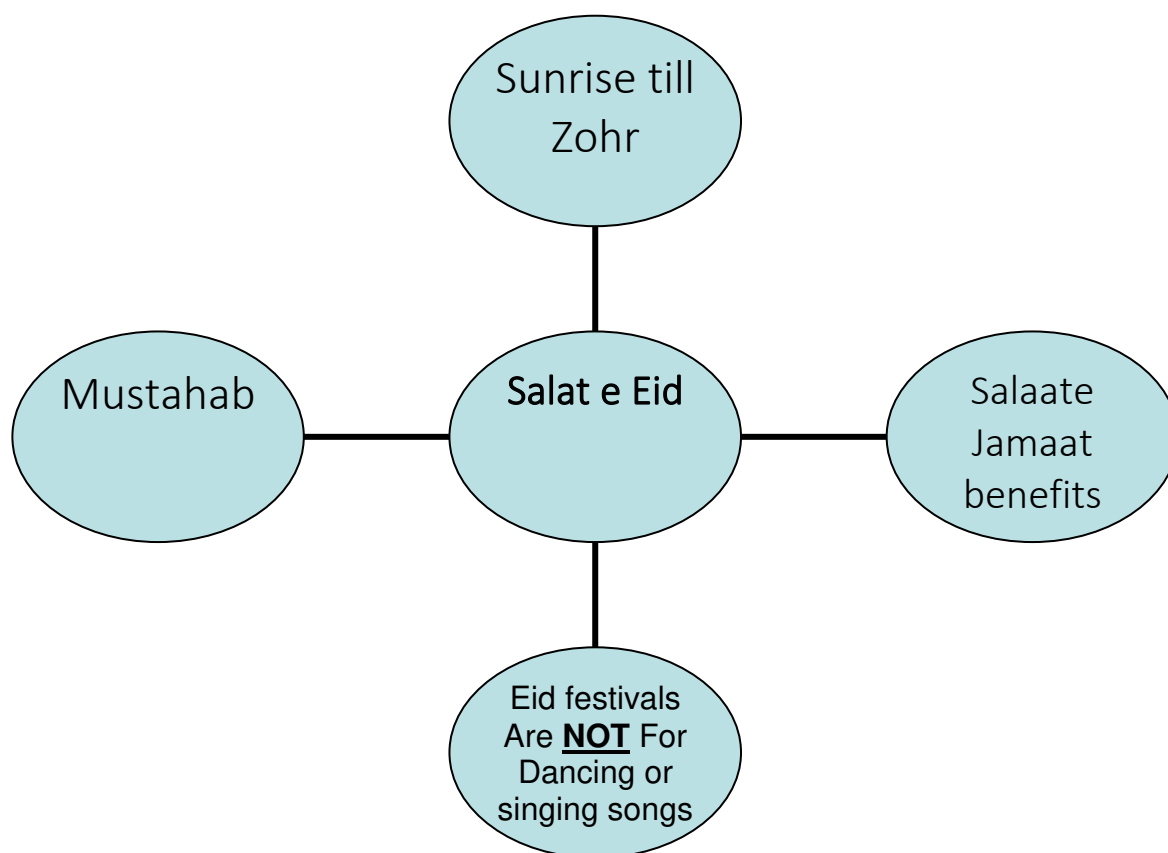 Sunrise till
Zohr
Mustahab
Salat e Eid
Salaate
Jamaat
benefits
Eid festivals
Are NOT For
Dancing or
singing songs